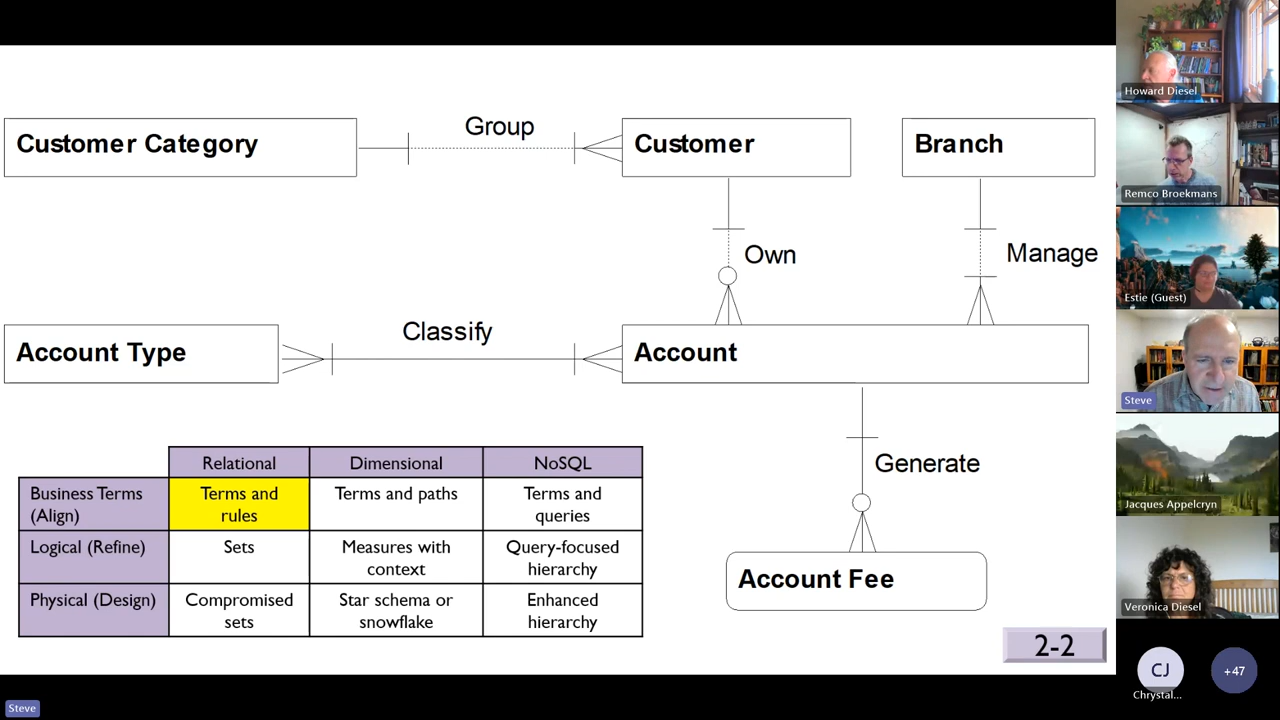 Group
Customer Category
Customer
Branch
Own
Manage
Classify
Account Type
Account
Generate
Account Fee
Relational
Dimensional
NoSQL
Business Terms
(Align)
Terms and
rules
Terms and paths
Terms and
queries
Logical (Refine)
Sets
Measures with
context
Query-focused
hierarchy
Physical (Design)
Compromised
sets
Star schema or
snowflake
Enhanced
hierarchy
2-2
Steve
Howard Diesel
Remco Broekmans
Estie (Guest)
Steve
Jacques Appelcryn
Veronica Diesel
CJ
Chrystal...
+47